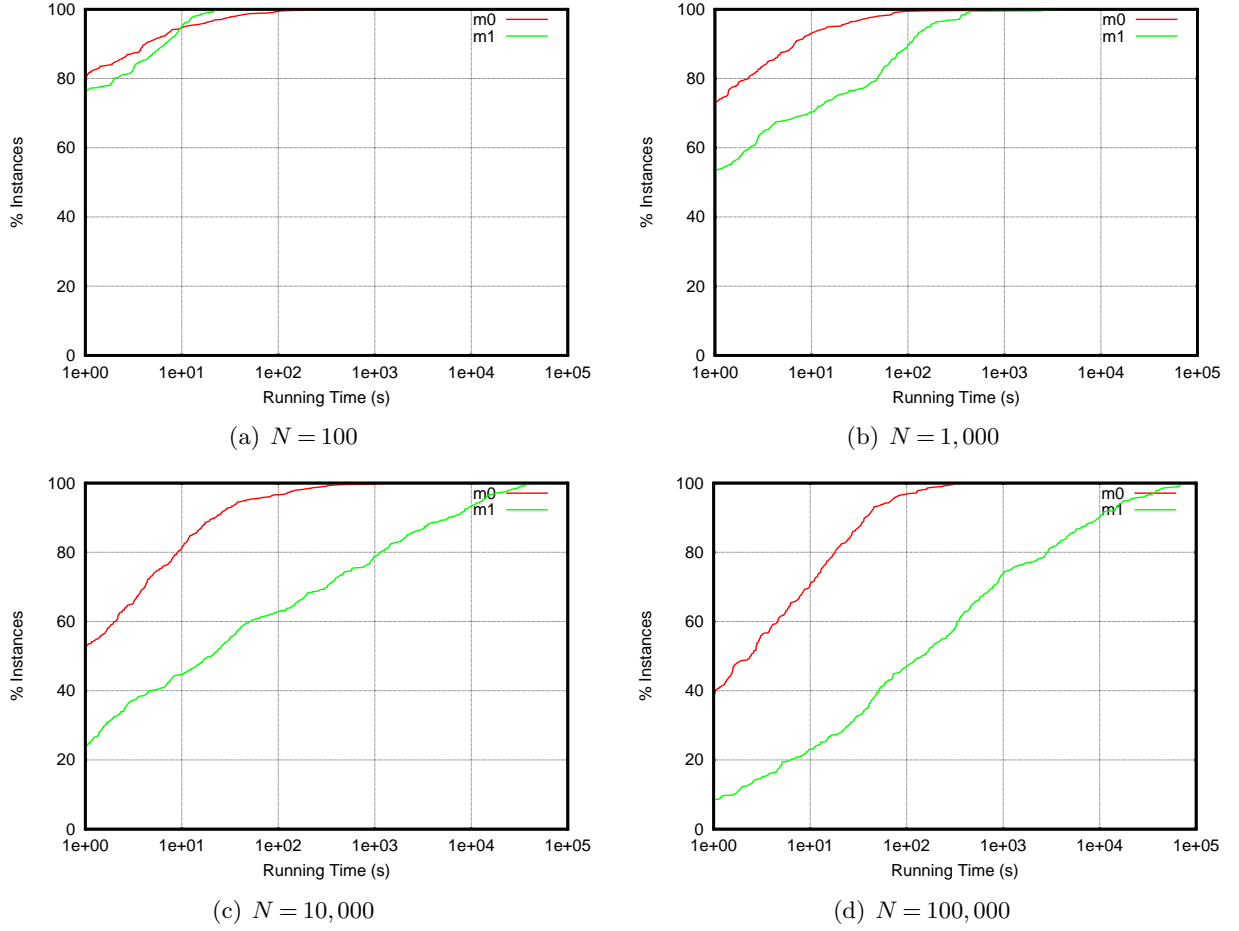 100
80
60
40
20
0
% Instances
1e+00 1e+01 1e+02 1e+03 1e+04 1e+05
Running Time (s)
m0
m1
(a) N = 100
100
80
60
40
20
0
% Instances
1e+00 1e+01 1e+02 1e+03 1e+04 1e+05
Running Time (s)
m0
m1
(b) N = 1,000
100
80
60
40
20
0
% Instances
1e+00 1e+01 1e+02 1e+03 1e+04 1e+05
Running Time (s)
m0
m1
(c) N = 10,000
100
80
60
40
20
0
% Instances
1e+00 1e+01 1e+02 1e+03 1e+04 1e+05
Running Time (s)
m0
m1
(d) N = 100,000